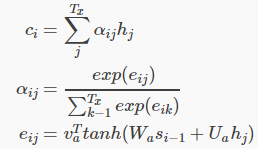 c_i = \sum_{j}^{T_x} \alpha_{ij} h_j
\alpha_{ij} = \frac{exp(e_{ij})}{\sum_{k-1}^{T_x} exp(e_{ik})}
e_{ij} = v_a^T tanh(W_a s_{i-1} + U_a h_j)